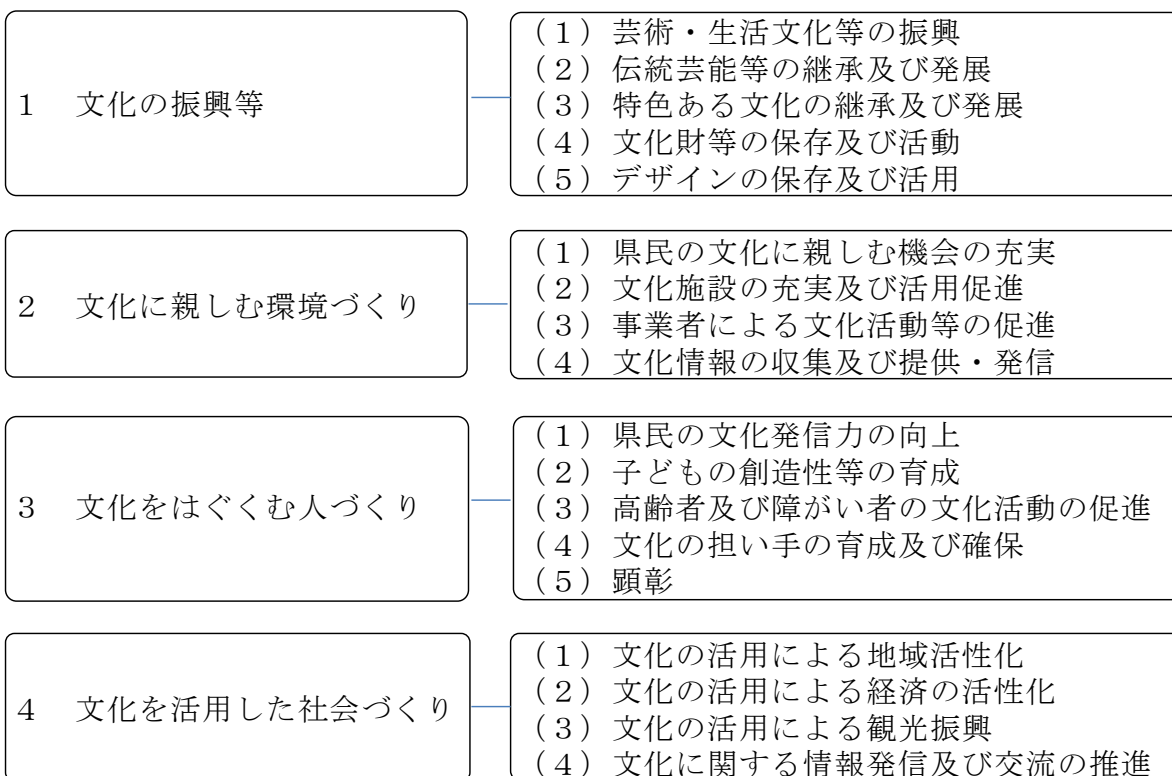 1　文化の振興等
（1）芸術・生活文化等の振興
（2）伝統芸能等の継承及び発展
（3）特色ある文化の継承及び発展
（4）文化財等の保存及び活動
（5）デザインの保存及び活用
2　文化に親しむ環境づくり
（1）県民の文化に親しむ機会の充実
（2）文化施設の充実及び活用促進
（3）事業者による文化活動等の促進
（4）文化情報の収集及び提供・発信
3　文化をはぐくむ人づくり
（1）県民の文化発信力の向上
（2）子どもの創造性等の育成
（3）高齢者及び障がい者の文化活動の促進
（4）文化の担い手の育成及び確保
（5）顕彰
4　文化を活用した社会づくり
（1）文化の活用による地域活性化
（2）文化の活用による経済の活性化
（3）文化の活用による観光振興
（4）文化に関する情報発信及び交流の推進